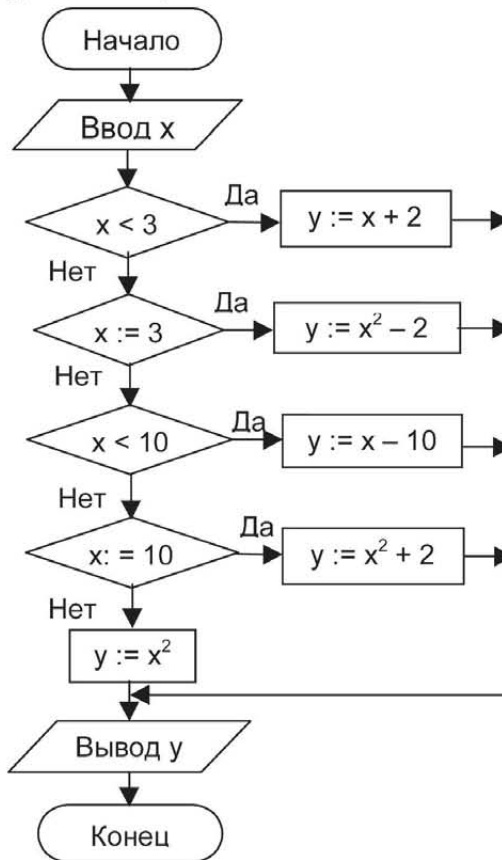 Начало
Ввод x
x < 3
Да
y := x + 2
Нет
x := 3
Да
y := x² – 2
Нет
x < 10
Да
y := x – 10
Нет
x: = 10
Да
y := x² + 2
Нет
y := x²
Вывод y
Конец